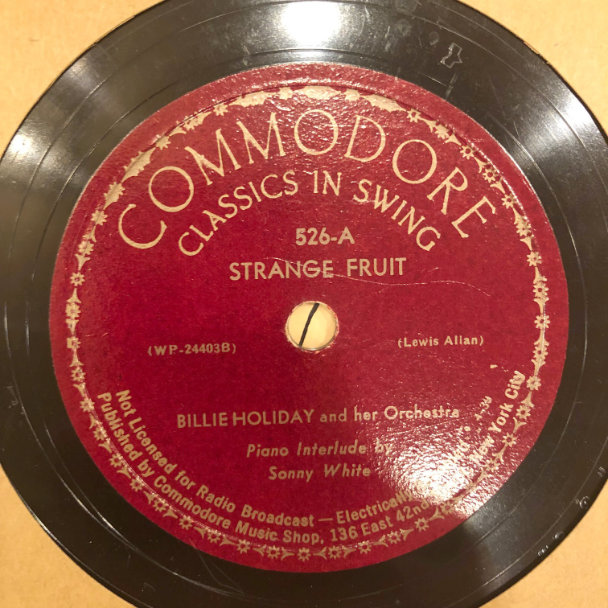 COMMODORE
CLASSICS IN SWING
526-A
STRANGE FRUIT
(WP-24403B)
(Lewis Allan)
BILLIE HOLIDAY and her Orchestra
Piano Interlude by
Sonny White
Not Licensed for Radio Broadcast — Electrically
Published by Commodore Music Shop, 136 East 42nd New York City